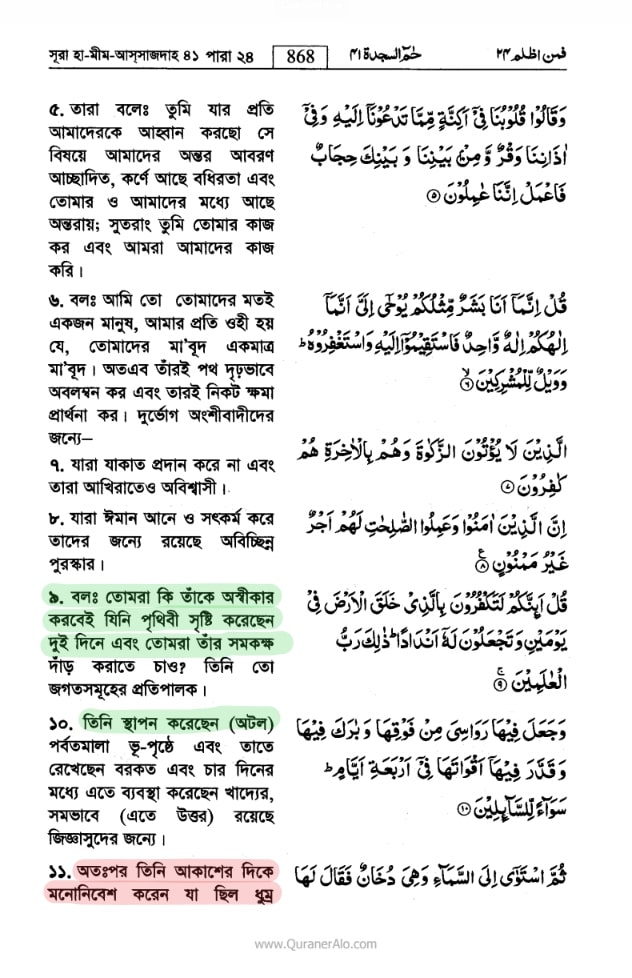 সূরা হা-মীম-আস্সাজদাহ ৪১ পারা ২৪
868
حٰمٓ السجدة ٤١
فمن اظلم ٢٤
৫. তারা বলেঃ তুমি যার প্রতি
আমাদেরকে আহ্বান করছো সে
বিষয়ে আমাদের অন্তর আবরণ
আচ্ছাদিত, কর্ণে আছে বধিরতা এবং
তোমার ও আমাদের মধ্যে আছে
অন্তরায়; সুতরাং তুমি তোমার কাজ
কর এবং আমরা আমাদের কাজ
করি।
وَقَالُوْا قُلُوْبُنَا فِیْۤ اَكِنَّةٍ مِّمَّا تَدْعُوْنَاۤ اِلَيْهِ وَفِیْۤ
اٰذَانِنَا وَقْرٌ وَّ مِنْۢ بَيْنِنَا وَ بَيْنِكَ حِجَابٌ
فَاعْمَلْ اِنَّنَا عٰمِلُوْنَ ۝٥
৬. বলঃ আমি তো তোমাদের মতই
একজন মানুষ, আমার প্রতি ওহী হয়
যে, তোমাদের মা'বূদ একমাত্র
মা'বূদ। অতএব তাঁরই পথ দৃঢ়ভাবে
অবলম্বন কর এবং তারই নিকট ক্ষমা
প্রার্থনা কর। দুর্ভোগ অংশীবাদীদের
জন্যে–
قُلْ اِنَّمَاۤ اَنَا بَشَرٌ مِّثْلُكُمْ يُوْحٰۤى اِلَیَّ اَنَّمَاۤ
اِلٰهُكُمْ اِلٰهٌ وَّاحِدٌ فَاسْتَقِيْمُوْۤا اِلَيْهِ وَاسْتَغْفِرُوْهُ ؕ
وَوَيْلٌ لِّلْمُشْرِكِيْنَ ۝٦ۙ
৭. যারা যাকাত প্রদান করে না এবং
তারা আখিরাতেও অবিশ্বাসী।
الَّذِيْنَ لَا يُؤْتُوْنَ الزَّكٰوةَ وَهُمْ بِالْاٰخِرَةِ هُمْ
كٰفِرُوْنَ ۝٧
৮. যারা ঈমান আনে ও সৎকর্ম করে
তাদের জন্যে রয়েছে অবিচ্ছিন্ন
পুরস্কার।
اِنَّ الَّذِيْنَ اٰمَنُوْا وَعَمِلُوا الصّٰلِحٰتِ لَهُمْ اَجْرٌ
غَيْرُ مَمْنُوْنٍ ۝٨ۧ
৯. বলঃ তোমরা কি তাঁকে অস্বীকার
করবেই যিনি পৃথিবী সৃষ্টি করেছেন
দুই দিনে এবং তোমরা তাঁর সমকক্ষ
দাঁড় করাতে চাও? তিনি তো
জগতসমূহের প্রতিপালক।
قُلْ اَىِٕنَّكُمْ لَتَكْفُرُوْنَ بِالَّذِیْ خَلَقَ الْاَرْضَ فِیْ
يَوْمَيْنِ وَتَجْعَلُوْنَ لَهٗۤ اَنْدَادًا ؕ ذٰلِكَ رَبُّ
الْعٰلَمِيْنَ ۝٩ۚ
১০. তিনি স্থাপন করেছেন (অটল)
পর্বতমালা ভূ-পৃষ্ঠে এবং তাতে
রেখেছেন বরকত এবং চার দিনের
মধ্যে এতে ব্যবস্থা করেছেন খাদ্যের,
সমভাবে (এতে উত্তর) রয়েছে
জিজ্ঞাসুদের জন্যে।
وَجَعَلَ فِيْهَا رَوَاسِیَ مِنْ فَوْقِهَا وَ بٰرَكَ فِيْهَا
وَ قَدَّرَ فِيْهَاۤ اَقْوَاتَهَا فِیْۤ اَرْبَعَةِ اَيَّامٍ ؕ
سَوَآءً لِّلسَّآىِٕلِيْنَ ۝١٠
১১. অতঃপর তিনি আকাশের দিকে
মনোনিবেশ করেন যা ছিল ধুম্র
ثُمَّ اسْتَوٰۤى اِلَى السَّمَآءِ وَهِیَ دُخَانٌ فَقَالَ لَهَا
www.QuranerAlo.com